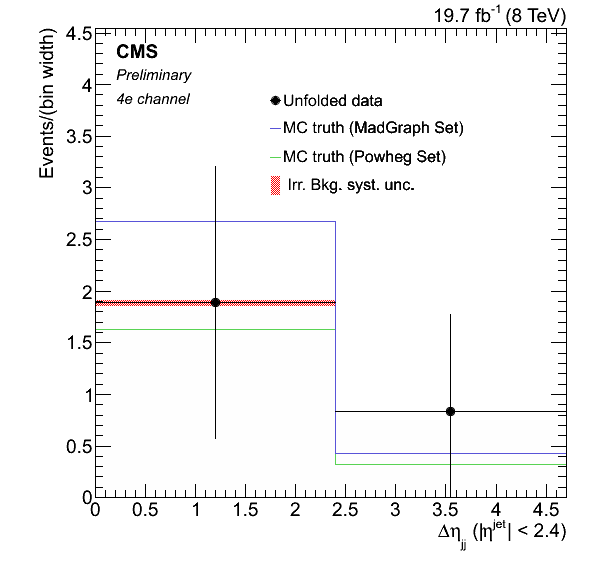 19.7 fb⁻¹ (8 TeV)
CMS
Preliminary
4e channel
Unfolded data
MC truth (MadGraph Set)
MC truth (Powheg Set)
Irr. Bkg. syst. unc.
Events/(bin width)
4.5
4
3.5
3
2.5
2
1.5
1
0.5
0
0 0.5 1 1.5 2 2.5 3 3.5 4 4.5
Δη_jj (|η^jet| < 2.4)